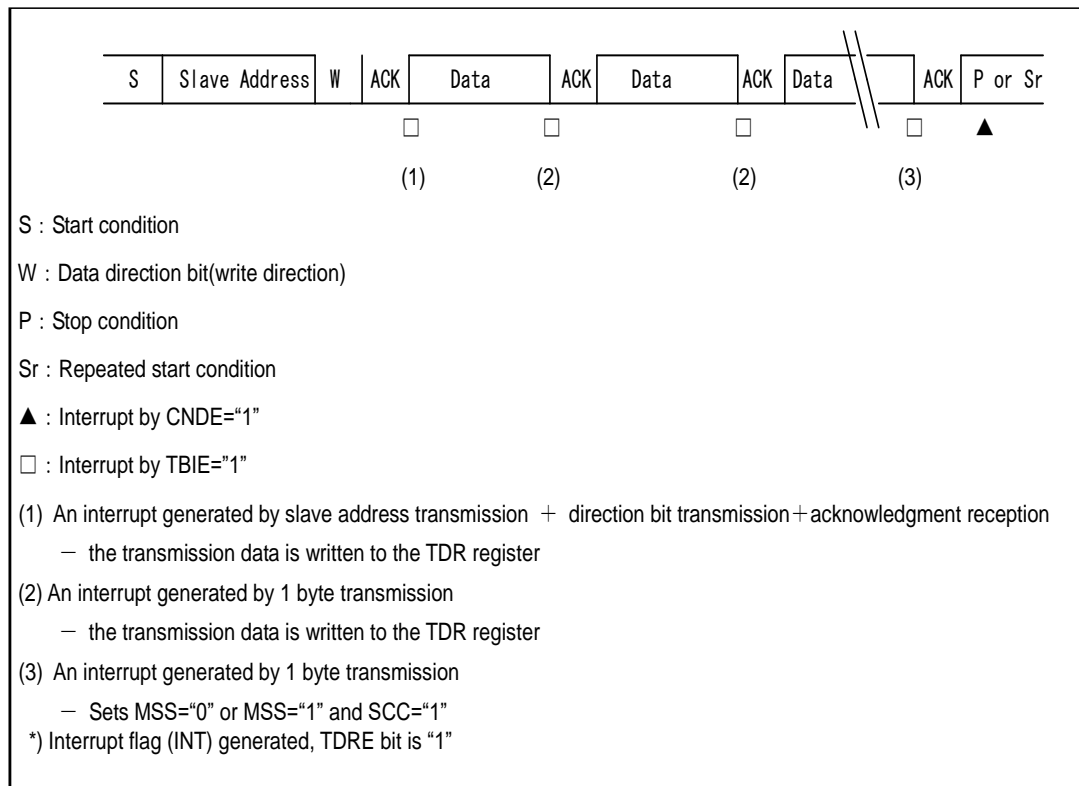 S Slave Address W ACK Data ACK Data ACK Data ACK P or Sr
□ □ □ □ ▲
(1) (2) (2) (3)
S：Start condition
W：Data direction bit(write direction)
P：Stop condition
Sr：Repeated start condition
▲：Interrupt by CNDE=“1”
□：Interrupt by TBIE=”1”
(1) An interrupt generated by slave address transmission ＋ direction bit transmission＋acknowledgment reception
－ the transmission data is written to the TDR register
(2) An interrupt generated by 1 byte transmission
－ the transmission data is written to the TDR register
(3) An interrupt generated by 1 byte transmission
－ Sets MSS=“0” or MSS=“1” and SCC=“1”
*) Interrupt flag (INT) generated, TDRE bit is “1”